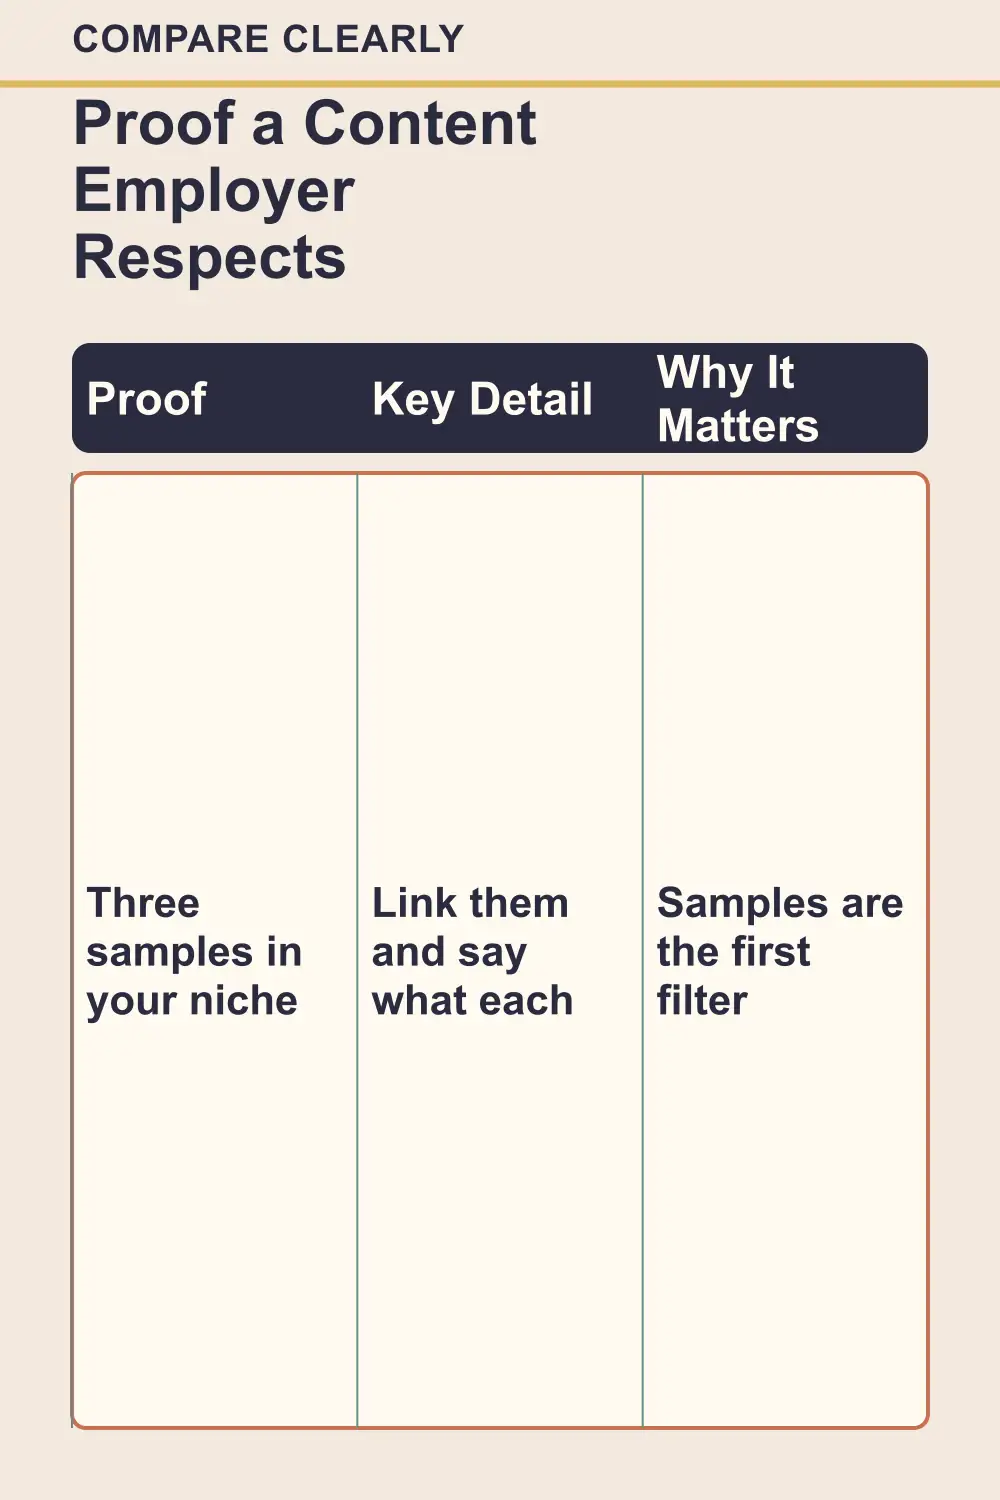 COMPARE CLEARLY
Proof a Content
Employer
Respects
Proof
Key Detail
Why It
Matters
Three
samples in
your niche
Link them
and say
what each
Samples are
the first
filter